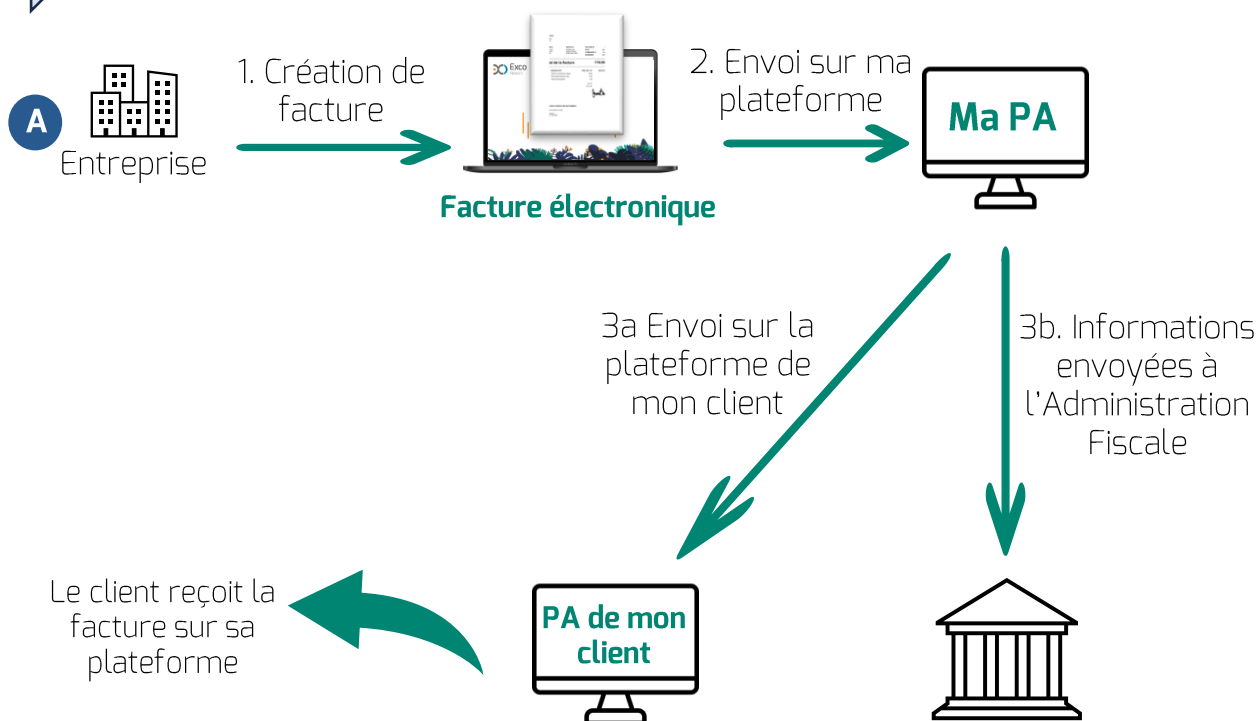 A
Entreprise
1. Création de
facture
Exco
Facture électronique
2. Envoi sur ma
plateforme
Ma PA
3a Envoi sur la
plateforme de
mon client
3b. Informations
envoyées à
l'Administration
Fiscale
PA de mon
client
Le client reçoit la
facture sur sa
plateforme